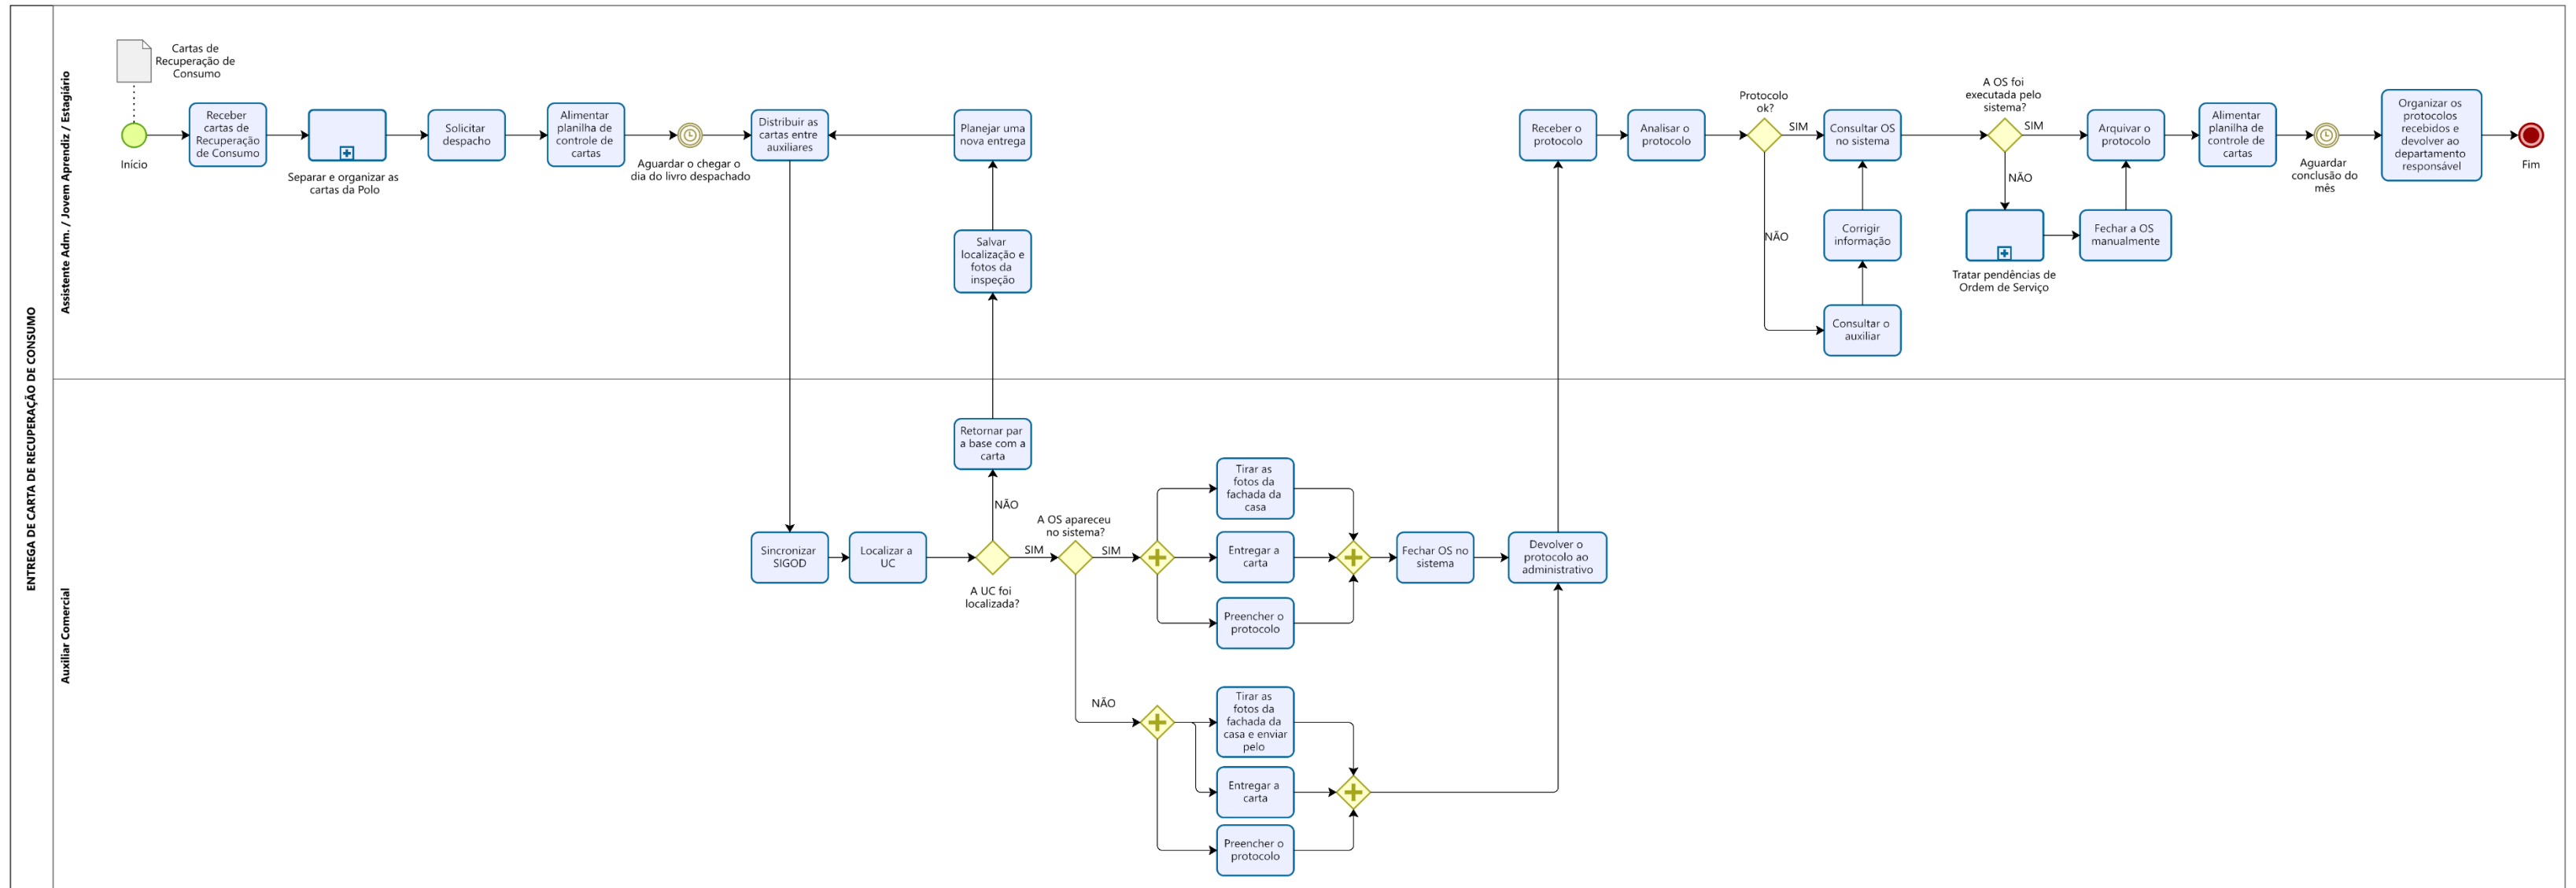 ENTREGA DE CARTA DE RECUPERAÇÃO DE CONSUMO
Assistente Adm. / Jovem Aprendiz / Estagiário
Cartas de
Recuperação de
Consumo
Início
Receber
cartas de
Recuperação
de Consumo
Separar e organizar as
cartas da Polo
Solicitar
despacho
Alimentar
planilha de
controle de
cartas
Aguardar o chegar o
dia do livro despachado
Distribuir as
cartas entre
auxiliares
Planejar uma
nova entrega
Salvar
localização e
fotos da
inspeção
Receber o
protocolo
Analisar o
protocolo
Protocolo
ok?
SIM
NÃO
Consultar OS
no sistema
Corrigir
informação
Consultar o
auxiliar
A OS foi
executada pelo
sistema?
SIM
NÃO
Tratar pendências de
Ordem de Serviço
Fechar a OS
manualmente
Arquivar o
protocolo
Alimentar
planilha de
controle de
cartas
Aguardar
conclusão do
mês
Organizar os
protocolos
recebidos e
devolver ao
departamento
responsável
Fim
Auxiliar Comercial
Sincronizar
SIGOD
Localizar a
UC
A UC foi
localizada?
NÃO
Retornar par
a base com a
carta
SIM
A OS apareceu
no sistema?
SIM
NÃO
Tirar as
fotos da
fachada da
casa
Entregar a
carta
Preencher o
protocolo
Fechar OS no
sistema
Devolver o
protocolo ao
administrativo
Tirar as
fotos da
fachada da
casa e enviar
pelo
Entregar a
carta
Preencher o
protocolo